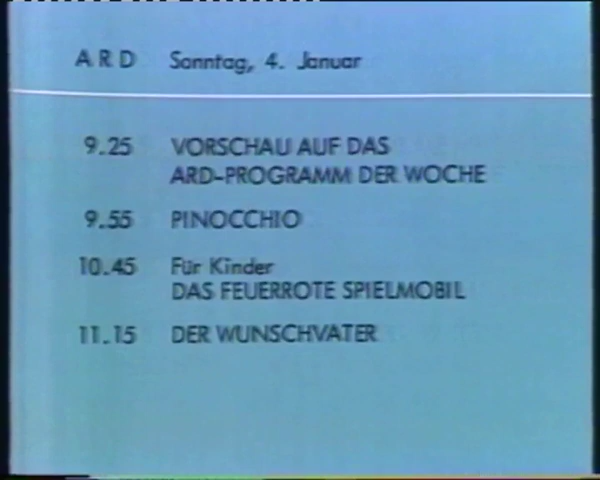 ARD Sonntag, 4. Januar
9.25 VORSCHAU AUF DAS
ARD-PROGRAMM DER WOCHE
9.55 PINOCCHIO
10.45 Für Kinder
DAS FEUERROTE SPIELMOBIL
11.15 DER WUNSCHVATER